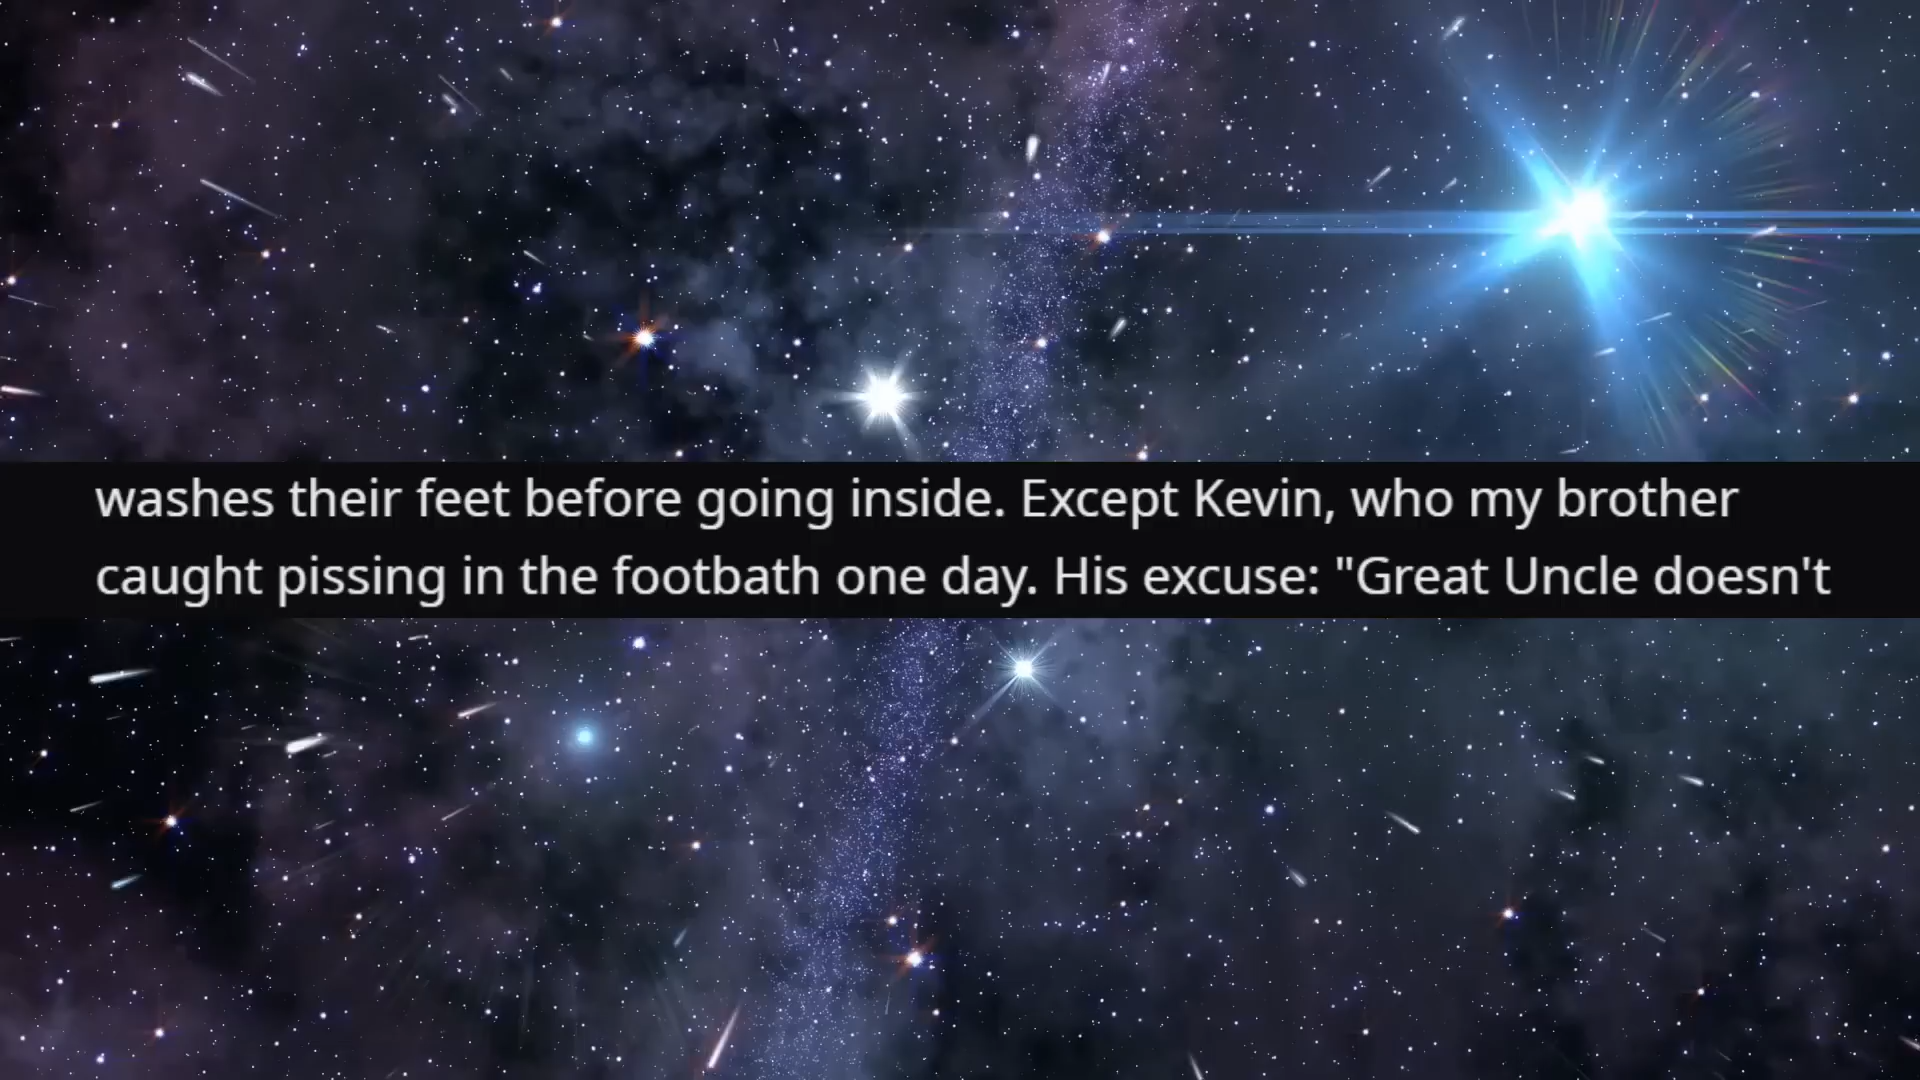 washes their feet before going inside. Except Kevin, who my brother
caught pissing in the footbath one day. His excuse: "Great Uncle doesn't